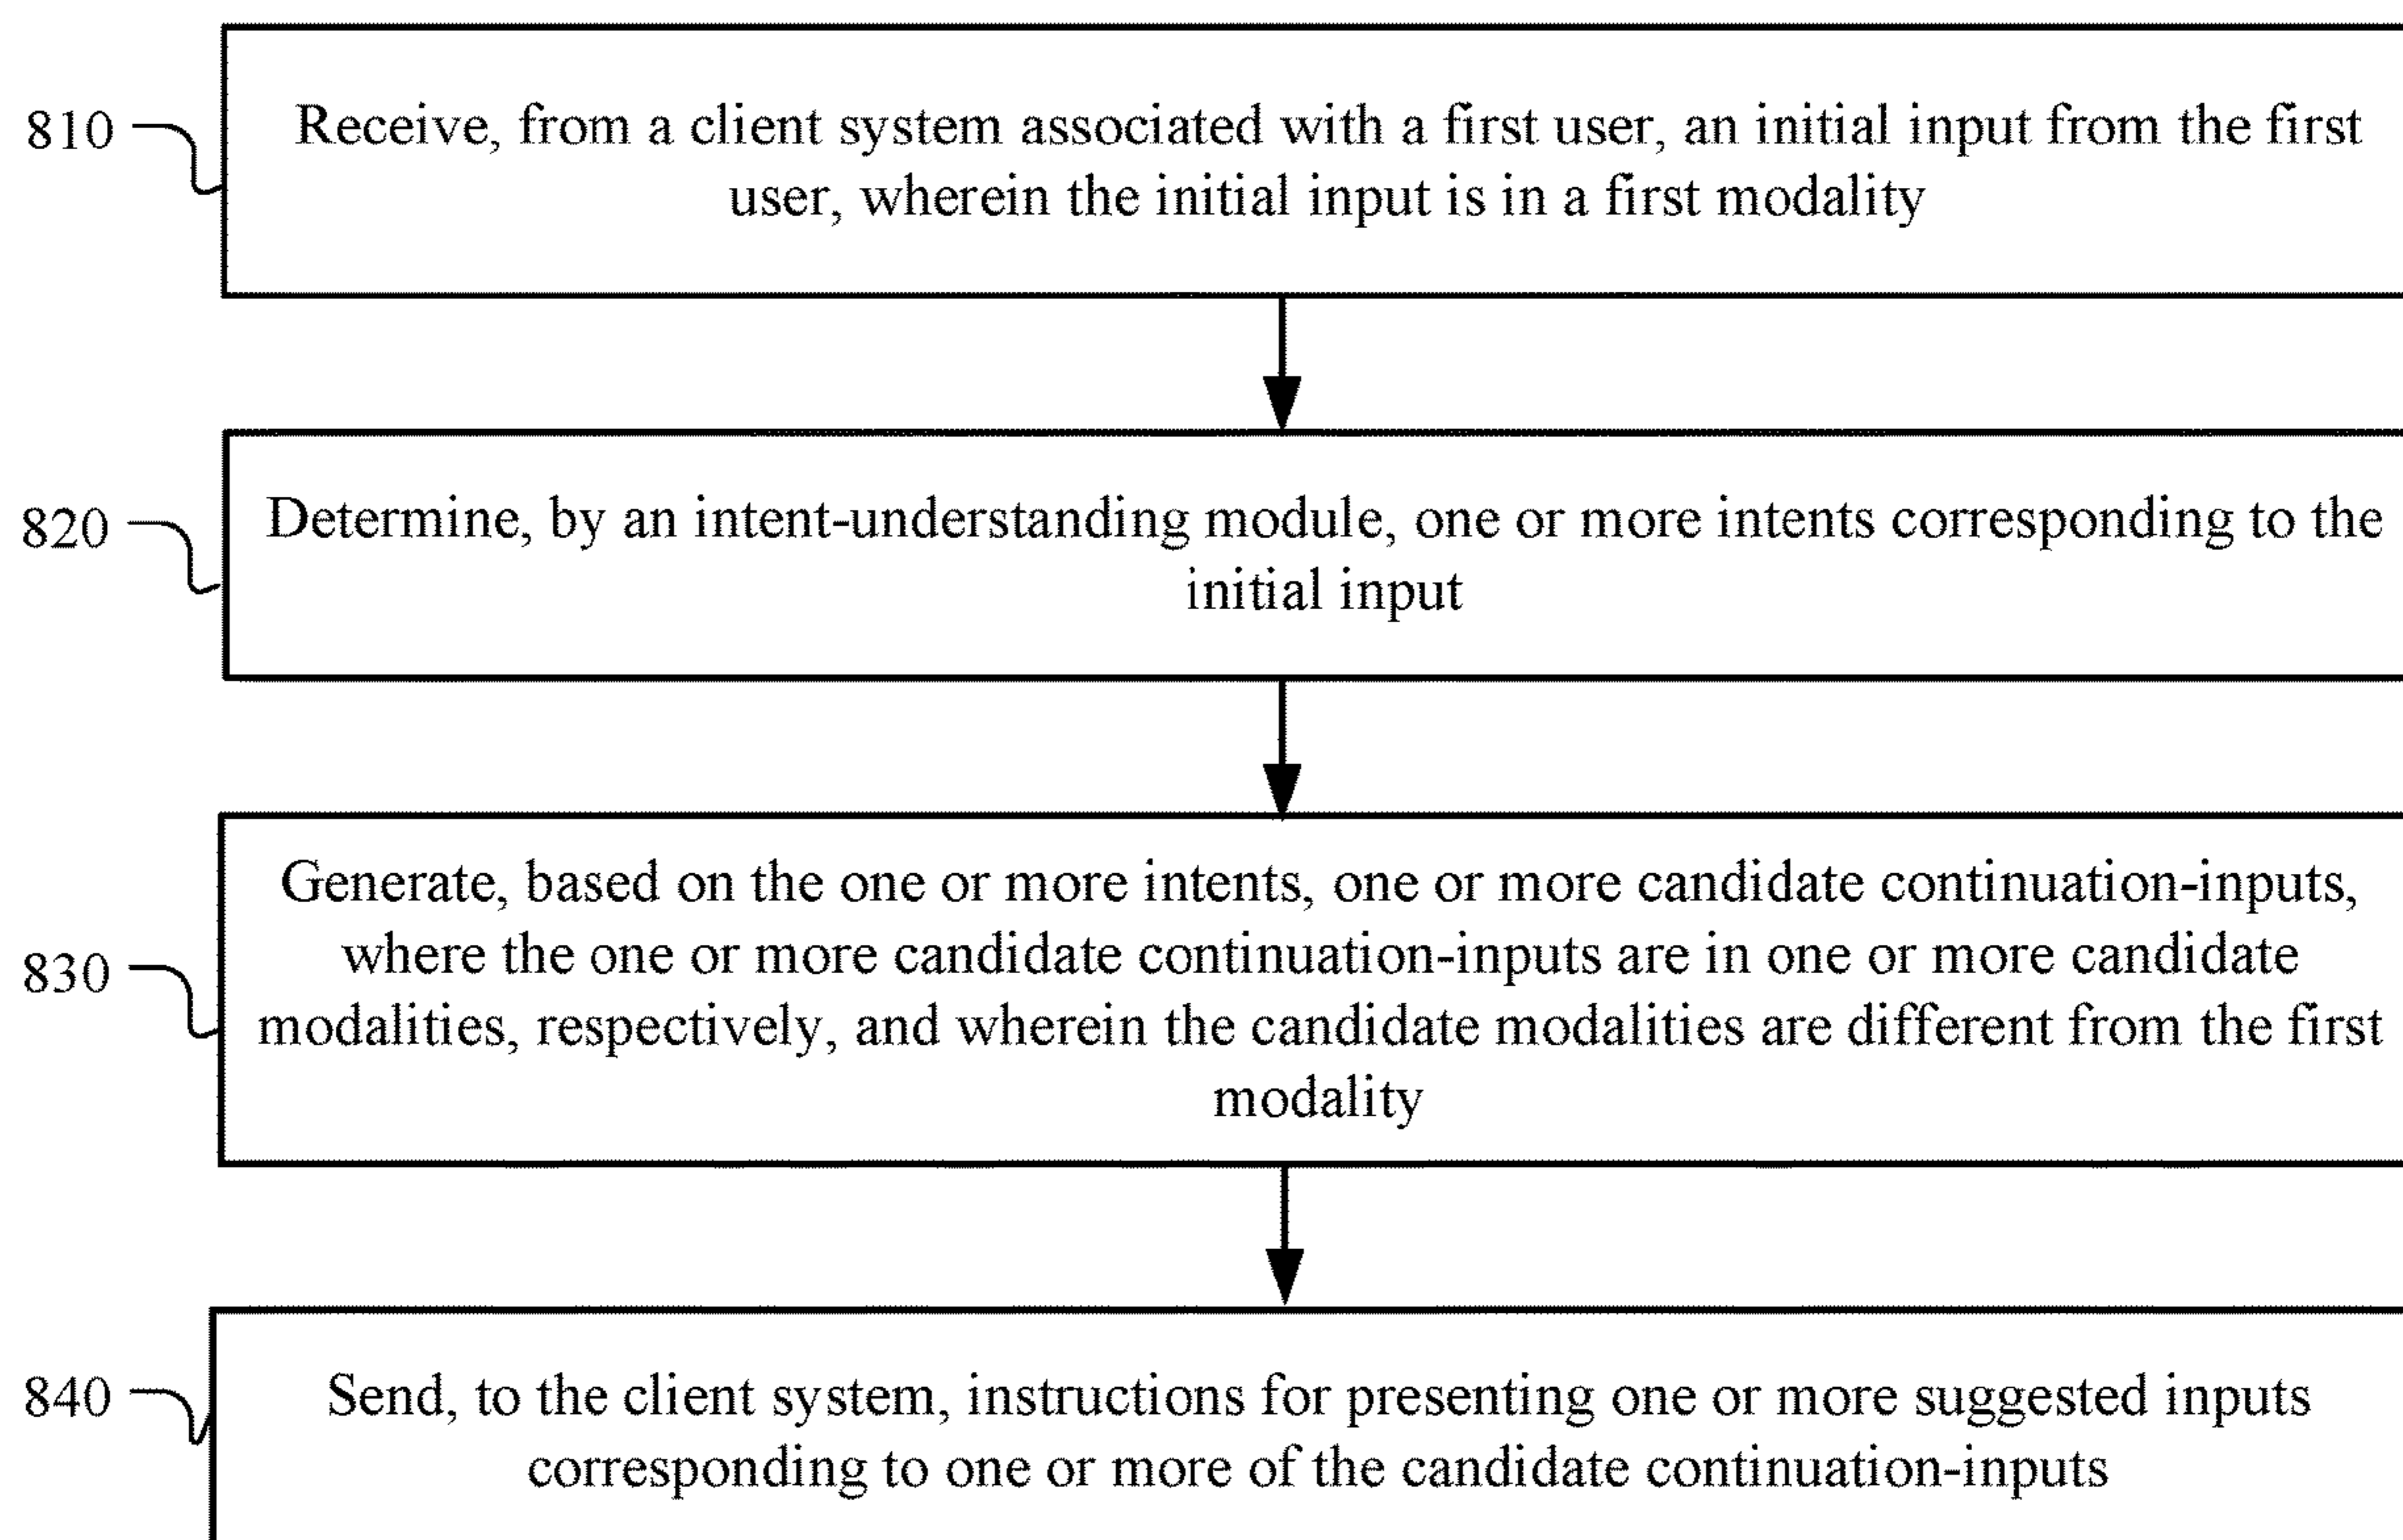 810
Receive, from a client system associated with a first user, an initial input from the first
user, wherein the initial input is in a first modality
820
Determine, by an intent-understanding module, one or more intents corresponding to the
initial input
830
Generate, based on the one or more intents, one or more candidate continuation-inputs,
where the one or more candidate continuation-inputs are in one or more candidate
modalities, respectively, and wherein the candidate modalities are different from the first
modality
840
Send, to the client system, instructions for presenting one or more suggested inputs
corresponding to one or more of the candidate continuation-inputs